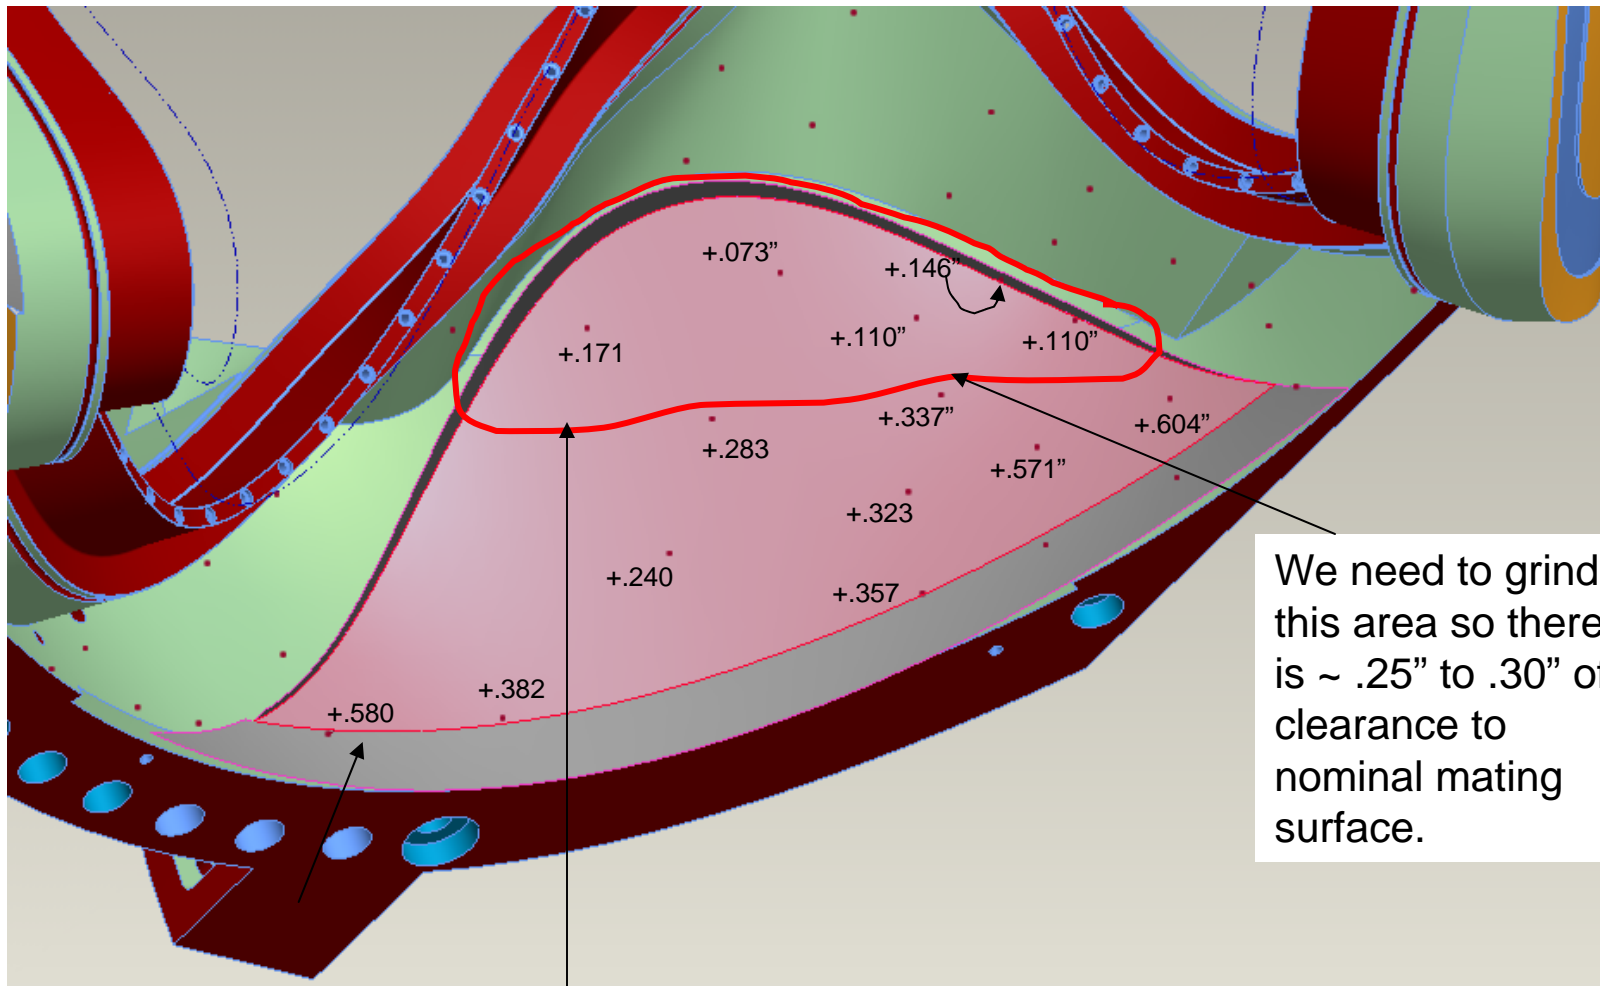 +.073”
+.146”
+.171
+.110”
+.110”
+.283
+.337”
+.604”
+.571”
+.323
+.240
+.357
+.382
+.580
We need to grind
this area so there
is ~ .25” to .30” of
clearance to
nominal mating
surface.